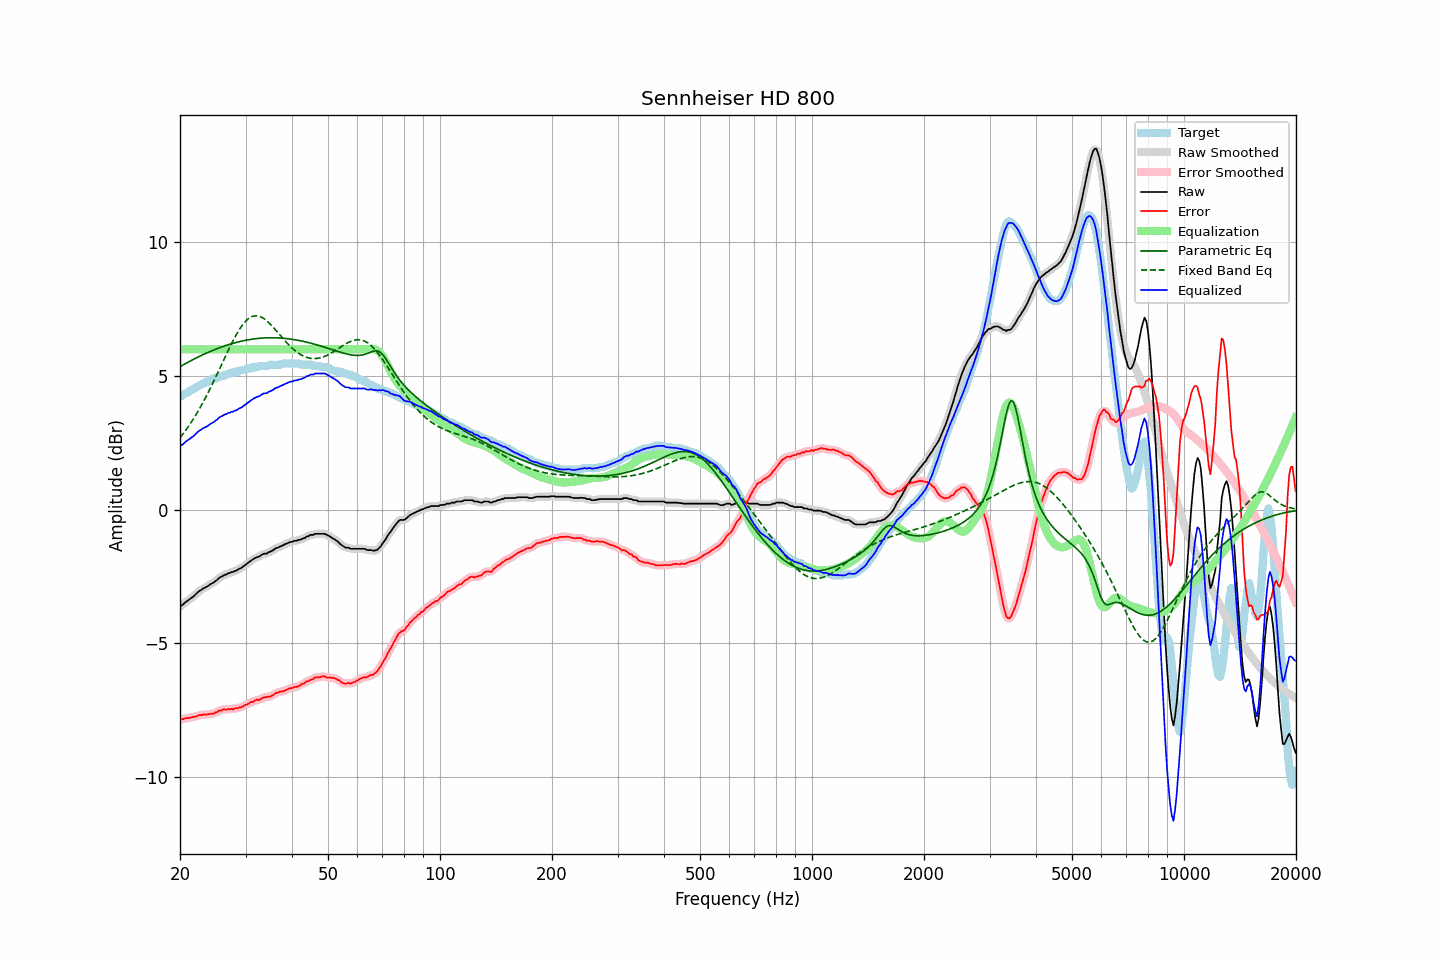 Sennheiser HD 800
Amplitude (dBr)
10
5
0
−5
−10
20
50
100
200
500
1000
2000
5000
10000
20000
Frequency (Hz)
Target
Raw Smoothed
Error Smoothed
Raw
Error
Equalization
Parametric Eq
Fixed Band Eq
Equalized